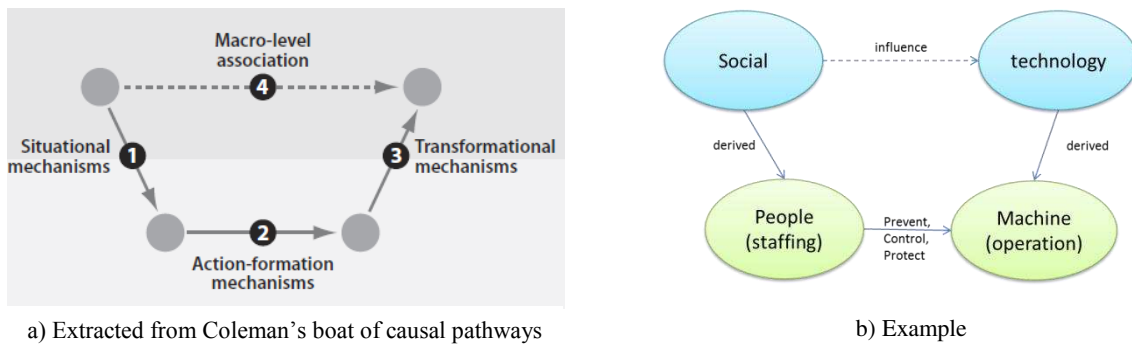 Macro-level
association
4
Situational
mechanisms
1
3
Transformational
mechanisms
2
Action-formation
mechanisms
a) Extracted from Coleman's boat of causal pathways
Social
influence
technology
derived
derived
People
(staffing)
Prevent,
Control,
Protect
Machine
(operation)
b) Example